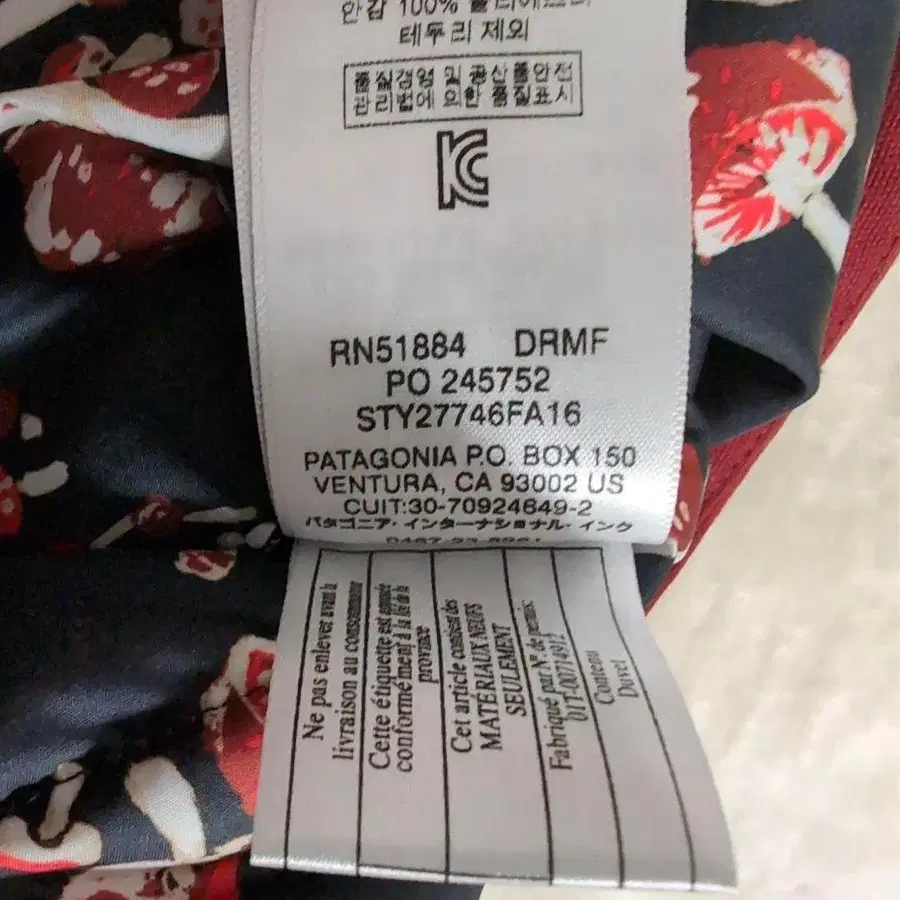 안감 100% 폴리에스터
테두리 제외
품질경영 및 공산품안전
관리법에 의한 품질표시
KC
RN51884 DRMF
PO 245752
STY27746FA16
PATAGONIA P.O. BOX 150
VENTURA, CA 93002 US
CUIT:30-70924649-2
パタゴニア・インターナショナル・インク
Ne pas enlever avant la
livraison au consommateur
Cette étiquette est apposée
conformément à la loi de la
province
Cet article contient des
MATÉRIAUX NEUFS
SEULEMENT
Fabriqué par N° de permis:
Contenu
Duvet